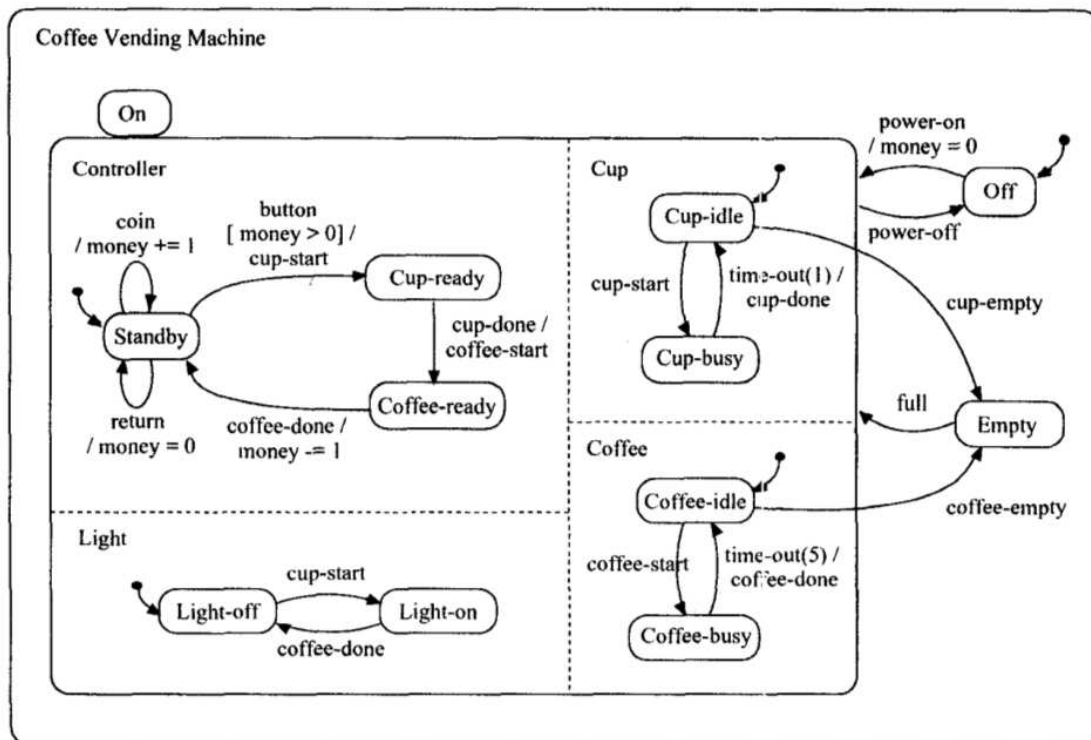 Coffee Vending Machine
On
Controller
coin
/ money += 1
button
[ money > 0] /
cup-start
Cup-ready
Standby
cup-done /
coffee-start
return
/ money = 0
coffee-done /
money -= 1
Coffee-ready
Light
Light-off
cup-start
Light-on
coffee-done
Cup
Cup-idle
cup-start
time-out(1) /
cup-done
Cup-busy
Coffee
Coffee-idle
coffee-start
time-out(5) /
coffee-done
Coffee-busy
power-on
/ money = 0
Off
power-off
cup-empty
full
Empty
coffee-empty